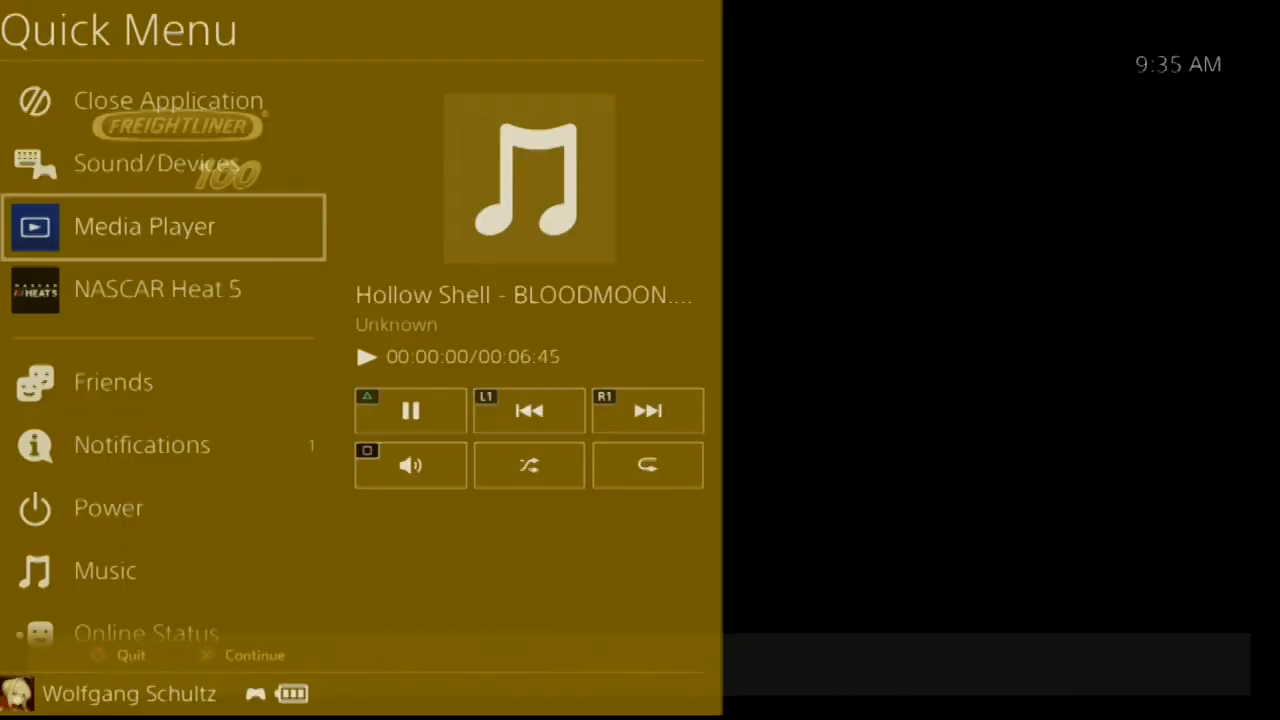 Quick Menu
9:35 AM
Close Application
FREIGHTLINER
Sound/Devices
100
Media Player
HEAT5 NASCAR Heat 5
Hollow Shell - BLOODMOON....
Unknown
00:00:00/00:06:45
L1
R1
Friends
Notifications 1
Power
Music
Online Status
Quit Continue
Wolfgang Schultz